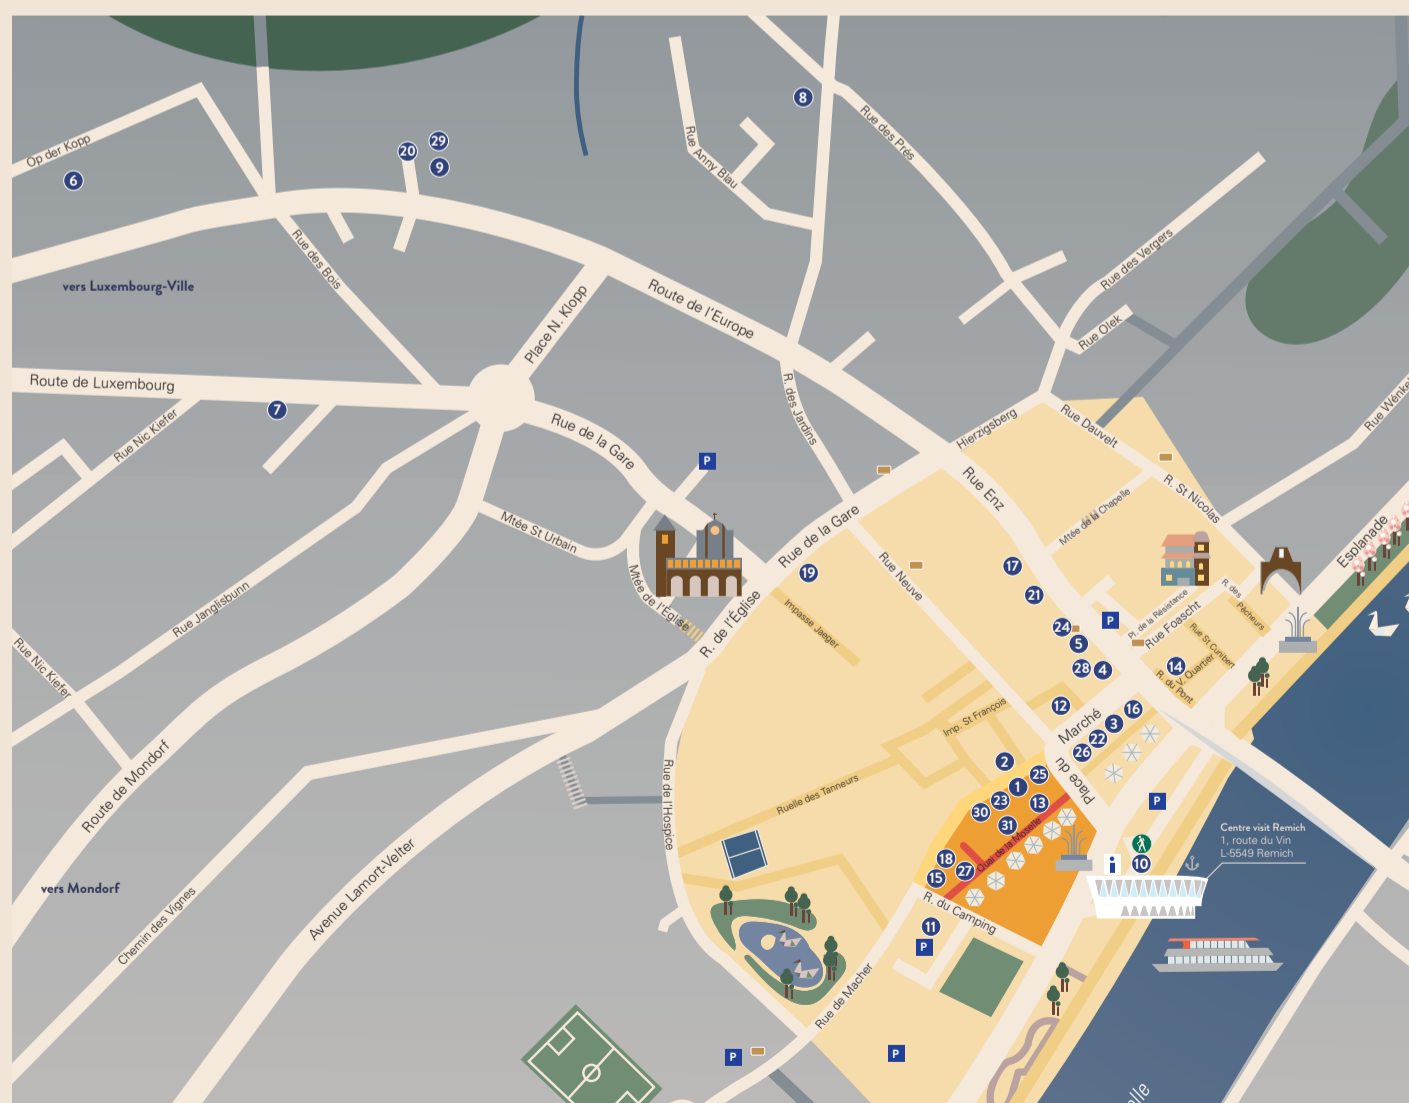 8
29
20
9
Rue Anny Blau
Rue des Prés
Op der Kopp
6
Rue des Bois
Rue des Vergers
vers Luxembourg-Ville
Place N. Klopp
Route de l'Europe
Rue Olek
Route de Luxembourg
7
Rue Nic Kiefer
Rue de la Gare
R. des Jardins
Hierzigsberg
Rue Dauvelt
P
Rue Enz
R. St Nicolas
Mtée de la Chapelle
Mtée St Urbain
Rue de la Gare
Esplanade
Rue Neuve
17
19
21
Mtée de l'Eglise
R. de l'Église
Impasse Jaeger
Rue Janglisbunn
Pl. de la Résistance
R. des
Pêcheurs
P
Rue Foascht
Rue St Cunibert
24
5
28
4
14
V. Quartier
R. du Pont
Rue Nic Kiefer
12
16
3
22
26
Marché
Place du
Imp. St François
2
25
1
23
13
30
31
Ruelle des Tanneurs
Route de Mondorf
Rue de l'Hospice
P
Quai de la Moselle
18
27
15
Centre visit Remich
1, route du Vin
L-5549 Remich
i
10
vers Mondorf
Avenue Lamort-Velter
Chemin des Vignes
R. du Camping
11
P
Rue de Macher
P
P